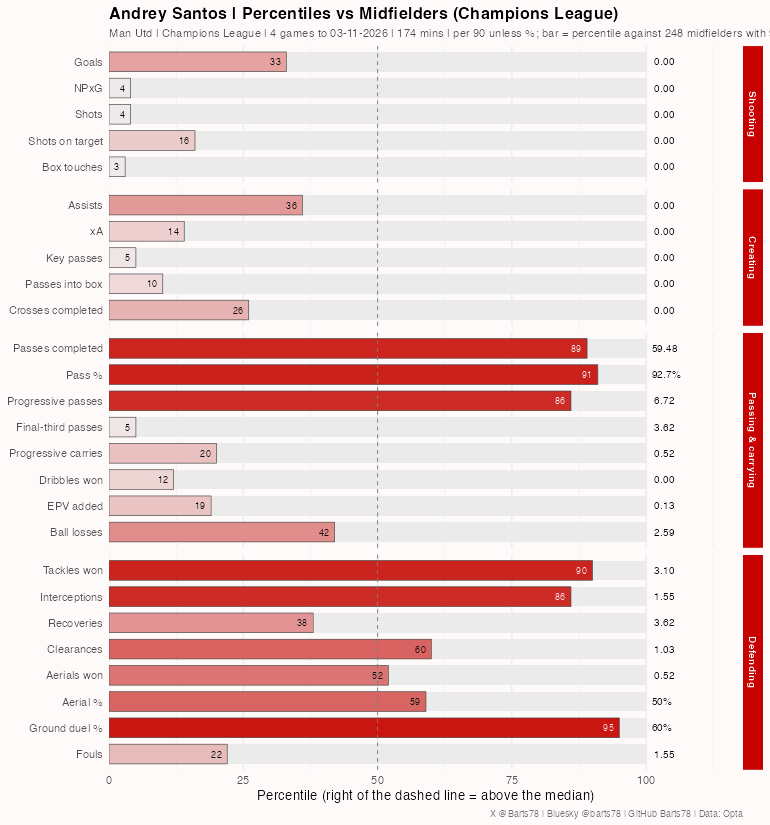 Andrey Santos | Percentiles vs Midfielders (Champions League)
Man Utd | Champions League | 4 games to 03-11-2026 | 174 mins | per 90 unless %; bar = percentile against 248 midfielders with
Goals 33 0.00
NPxG 4 0.00
Shots 4 0.00
Shots on target 16 0.00
Box touches 3 0.00
Shooting
Assists 36 0.00
xA 14 0.00
Key passes 5 0.00
Passes into box 10 0.00
Crosses completed 26 0.00
Creating
Passes completed 89 59.48
Pass % 91 92.7%
Progressive passes 86 6.72
Final-third passes 5 3.62
Progressive carries 20 0.52
Dribbles won 12 0.00
EPV added 19 0.13
Ball losses 42 2.59
Passing & carrying
Tackles won 90 3.10
Interceptions 86 1.55
Recoveries 38 3.62
Clearances 60 1.03
Aerials won 52 0.52
Aerial % 59 50%
Ground duel % 95 60%
Fouls 22 1.55
Defending
0 25 50 75 100
Percentile (right of the dashed line = above the median)
X @Barts78 | Bluesky @barts78 | GitHub Barts78 | Data: Opta